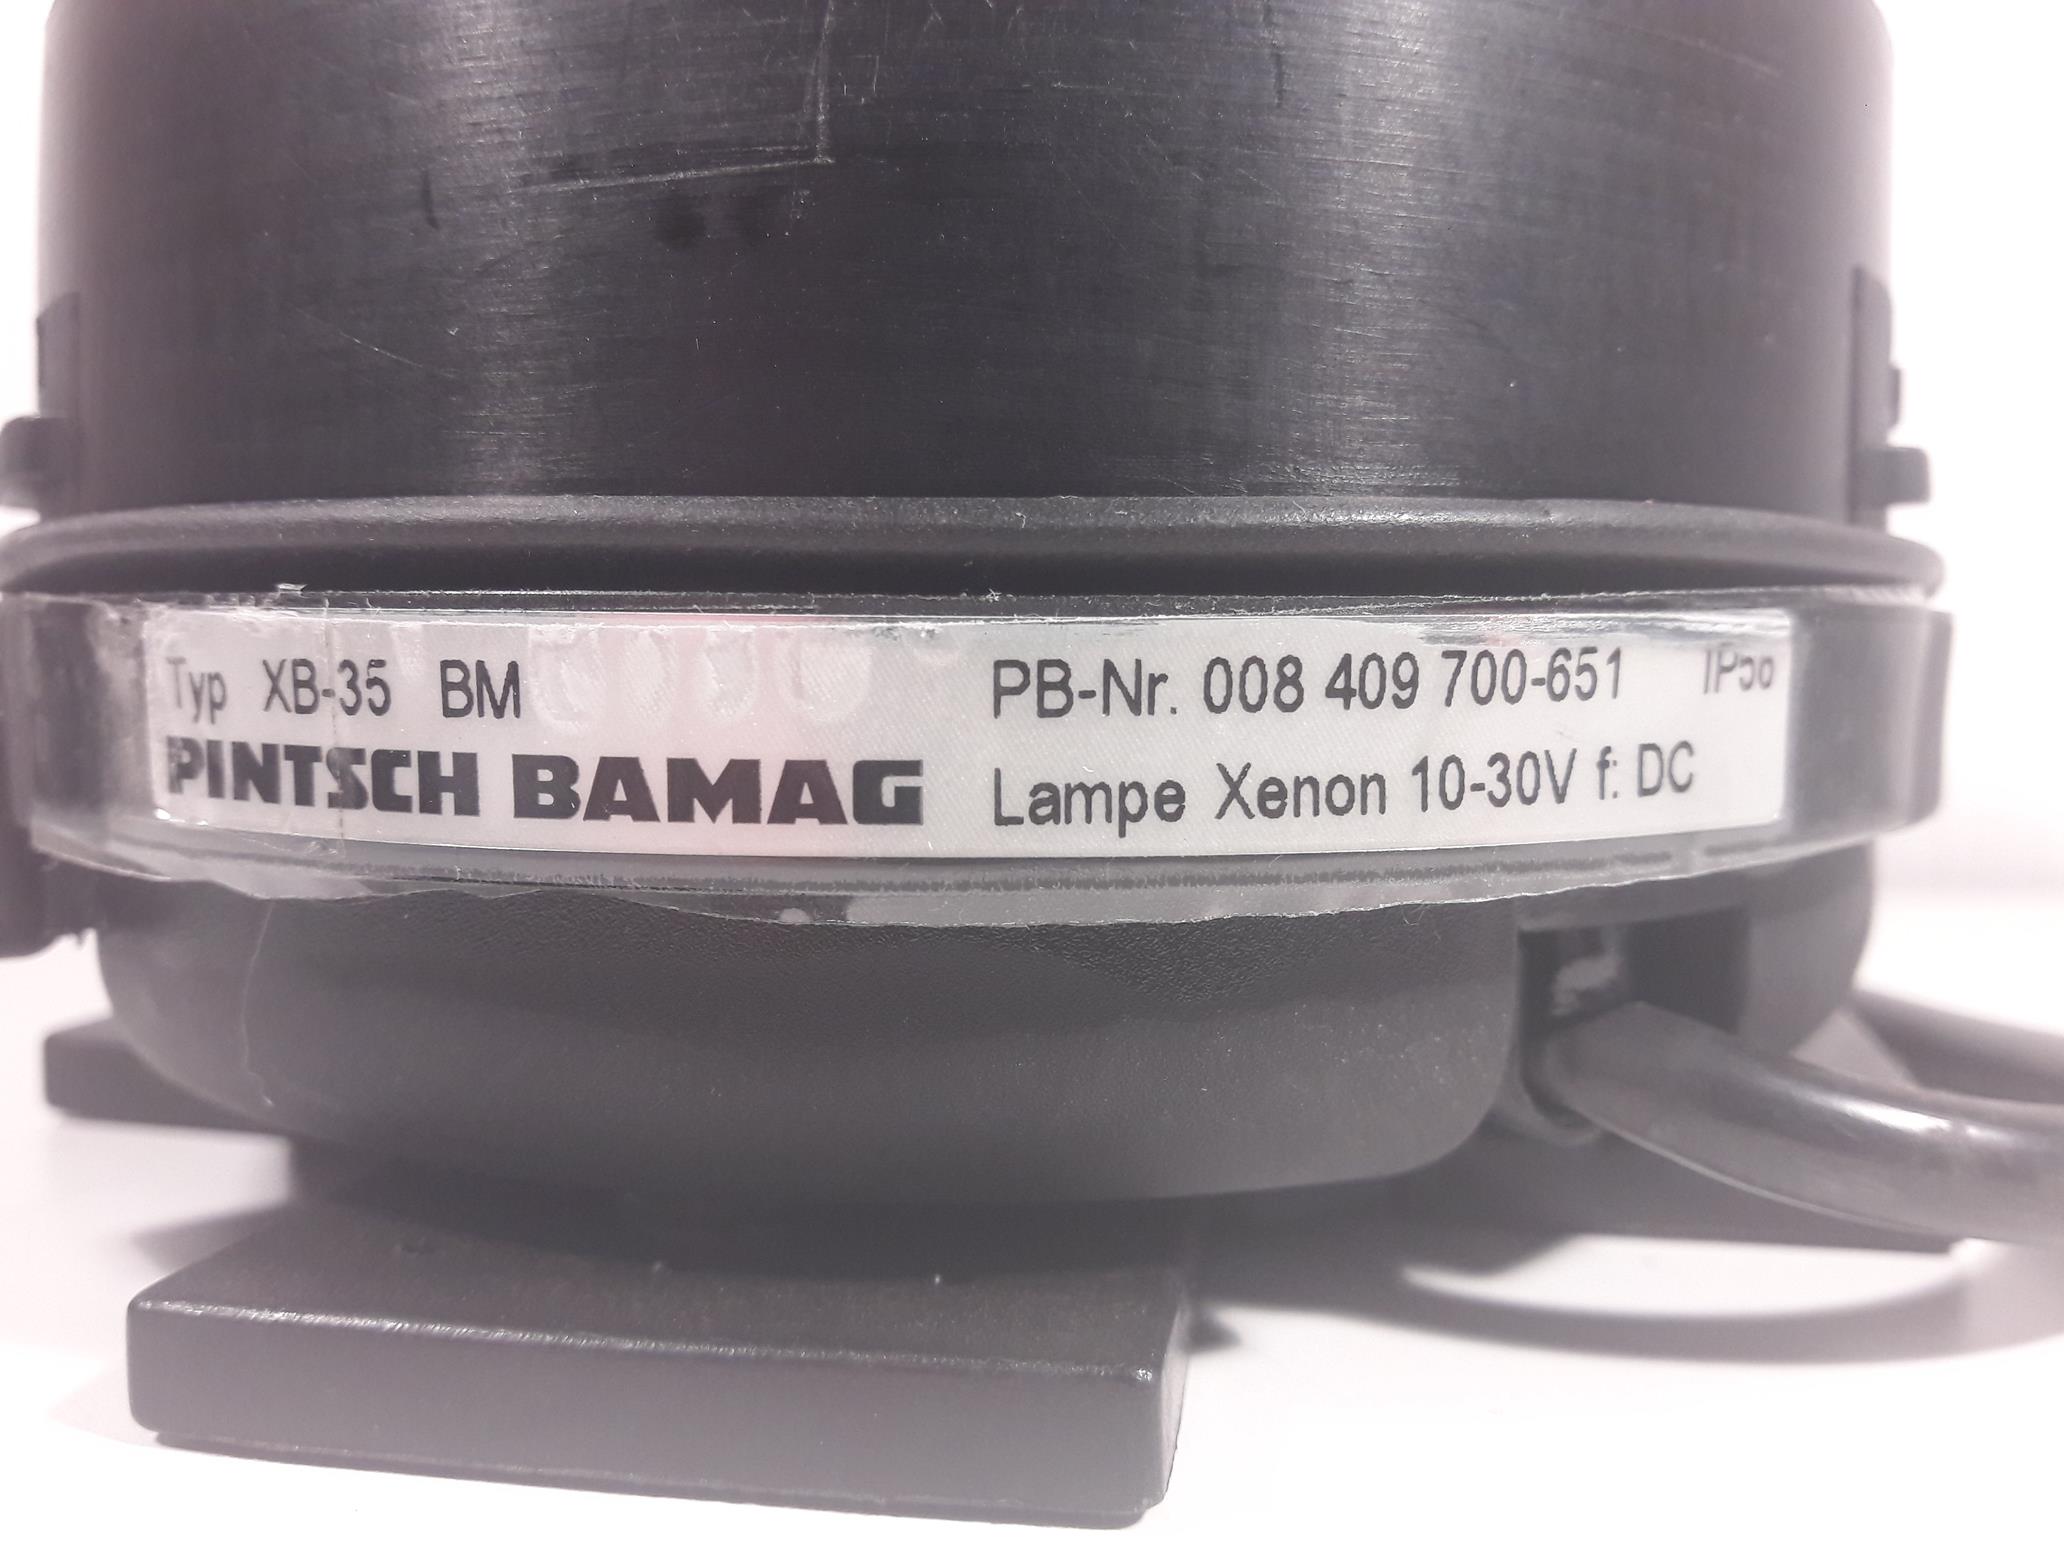 Typ XB-35 BM PB-Nr. 008 409 700-651
PINTSCH BAMAG Lampe Xenon 10-30V f: DC